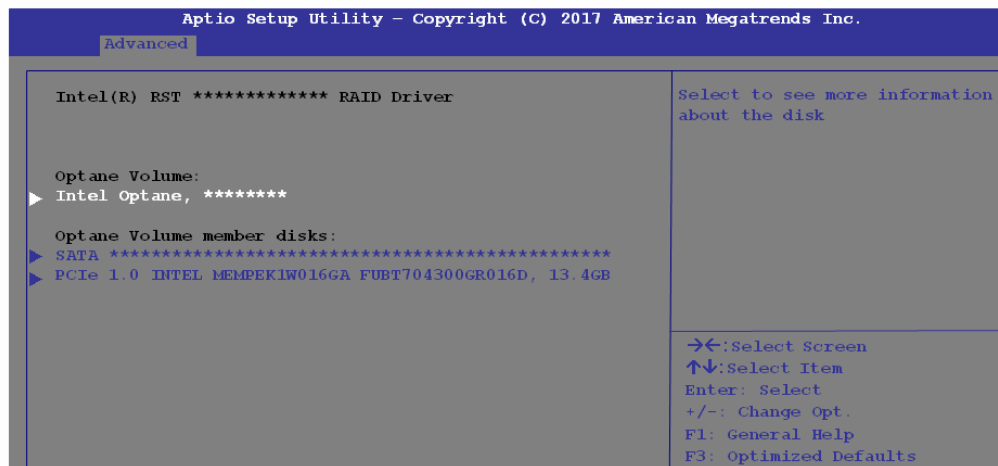 Aptio Setup Utility – Copyright (C) 2017 American Megatrends Inc.
Advanced
Intel(R) RST ************* RAID Driver
Optane Volume:
Intel Optane, ********
Optane Volume member disks:
SATA ************************************************
PCIe 1.0 INTEL MEMPEK1W016GA FUBT704300GR016D, 13.4GB
Select to see more information
about the disk
→←:Select Screen
↑↓:Select Item
Enter: Select
+/-: Change Opt.
F1: General Help
F3: Optimized Defaults